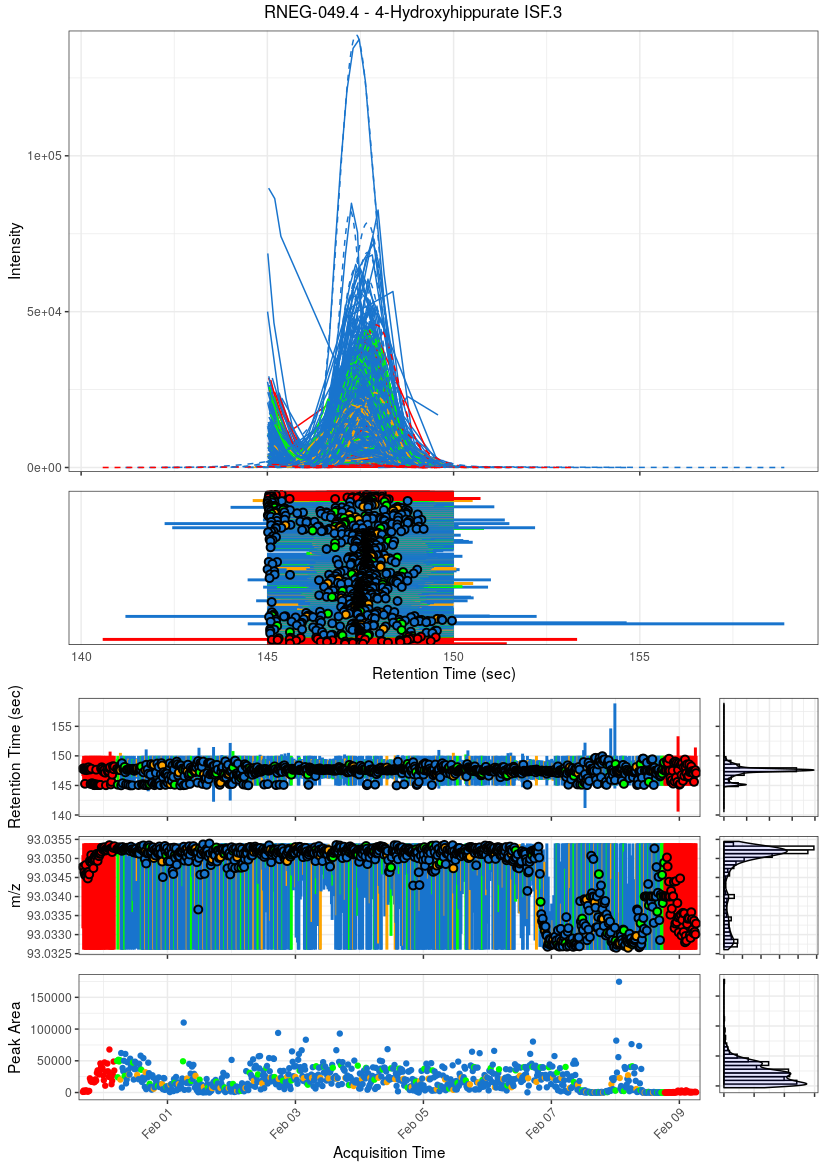 RNEG-049.4 - 4-Hydroxyhippurate ISF.3
Intensity
1e+05
5e+04
0e+00
140 145 150 155
Retention Time (sec)
Retention Time (sec)
155
150
145
140
m/z
93.0355
93.0350
93.0345
93.0340
93.0335
93.0330
93.0325
Peak Area
150000
100000
50000
0
Feb 01 Feb 03 Feb 05 Feb 07 Feb 09
Acquisition Time